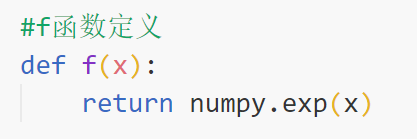 #f函数定义
def f(x):
    return numpy.exp(x)